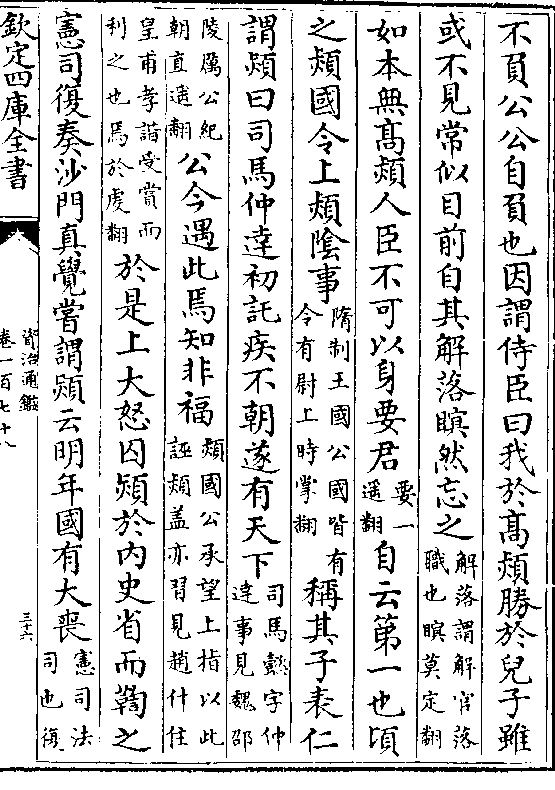 不負公公自負也因謂侍臣曰我於髙熲勝於兒子雖
或不見常似目前自其解落瞑然忘之解落謂解官落職也瞑莫定翻
如本無髙熲人臣不可以身要君要一遥翻自云第一也頃
之熲國令上熲隂事隋制王國公國皆有令有尉上時掌翻稱其子表仁
謂熲曰司馬仲逹初託疾不朝遂有天下司馬懿字仲逹事見魏邵
陵厲公紀朝直遥翻公今遇此焉知非福熲國公承望上指以此誣熲盖亦習見趙什住
皇甫孝諧受賞而利之也焉於虔翻於是上大怒囚熲於内史省而鞫之
憲司復奏沙門真覺嘗謂熲云明年國有大喪憲司法司也復
欽定四庫全書
資治通鑑
卷一百七十八
三十六